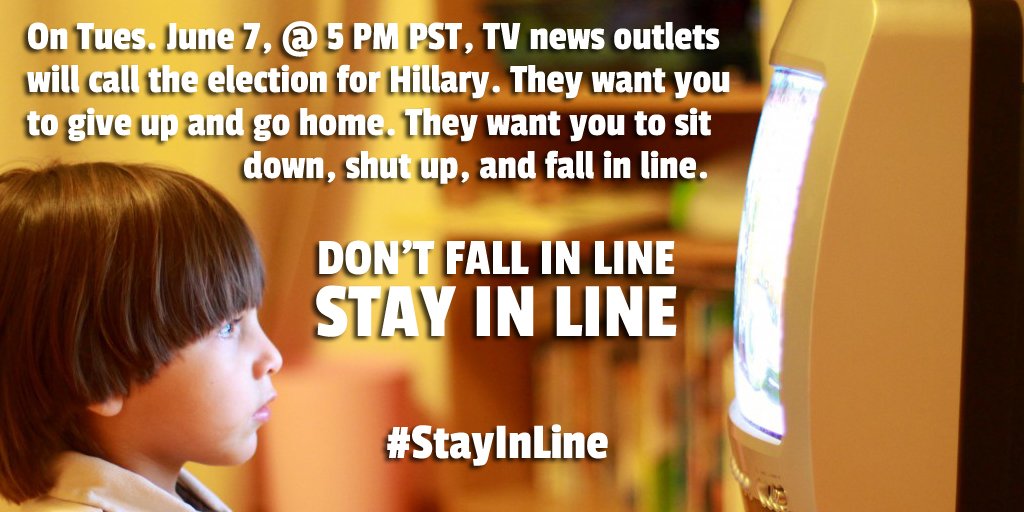 On Tues. June 7, @ 5 PM PST, TV news outlets
will call the election for Hillary. They want you
to give up and go home. They want you to sit
down, shut up, and fall in line.
DON'T FALL IN LINE
STAY IN LINE
#StayInLine